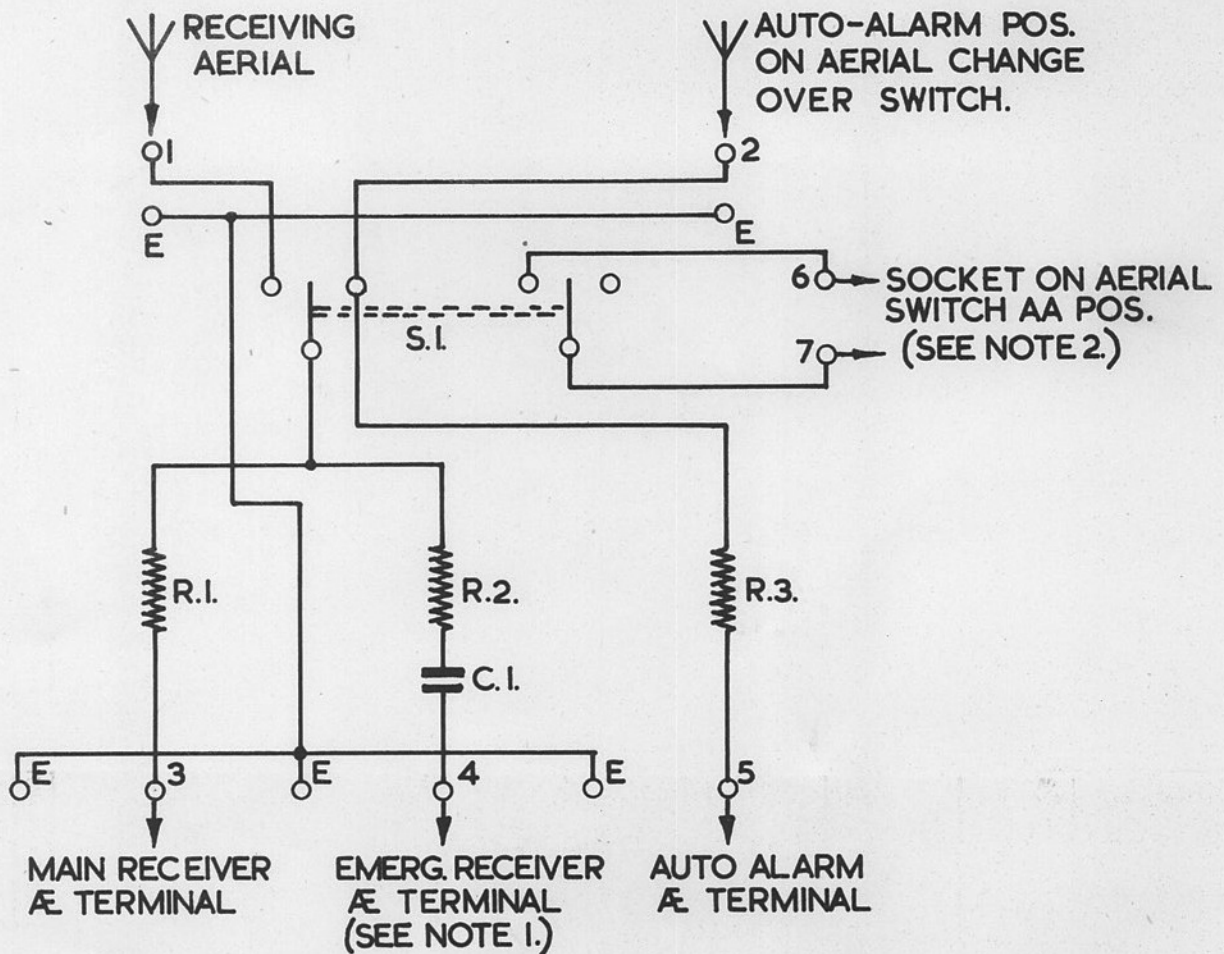 RECEIVING
AERIAL
AUTO-ALARM POS.
ON AERIAL CHANGE
OVER SWITCH.
1
2
E
E
6
SOCKET ON AERIAL
SWITCH AA POS.
(SEE NOTE 2.)
S.1.
7
R.1.
R.2.
R.3.
C.1.
E
3
E
4
E
5
MAIN RECEIVER
Æ TERMINAL
EMERG. RECEIVER
Æ TERMINAL
(SEE NOTE 1.)
AUTO ALARM
Æ TERMINAL